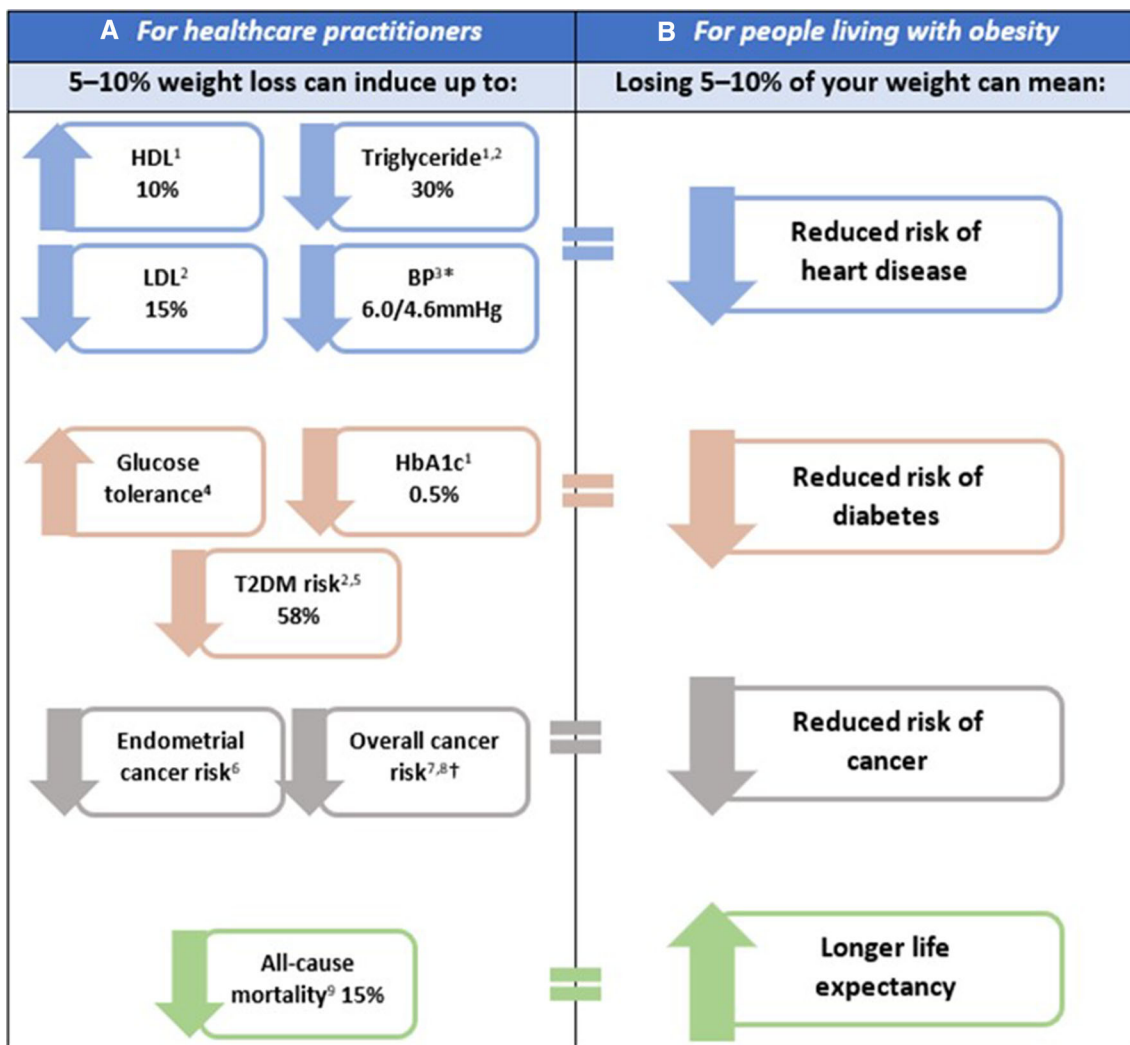 A For healthcare practitioners
B For people living with obesity
5–10% weight loss can induce up to:
Losing 5–10% of your weight can mean:
HDL¹
10%
Triglyceride¹,²
30%
LDL²
15%
BP³*
6.0/4.6mmHg
=
Reduced risk of
heart disease
Glucose
tolerance⁴
HbA1c¹
0.5%
T2DM risk²,⁵
58%
=
Reduced risk of
diabetes
Endometrial
cancer risk⁶
Overall cancer
risk⁷,⁸†
=
Reduced risk of
cancer
All-cause
mortality⁹ 15%
=
Longer life
expectancy